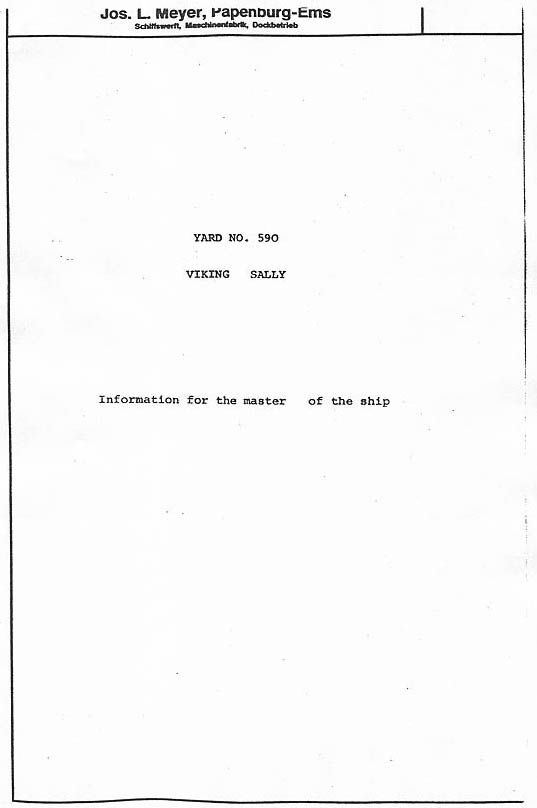 Jos. L. Meyer, Papenburg-Ems
Schiffswerft, Maschinenfabrik, Dockbetrieb
YARD NO. 590
VIKING SALLY
Information for the master of the ship